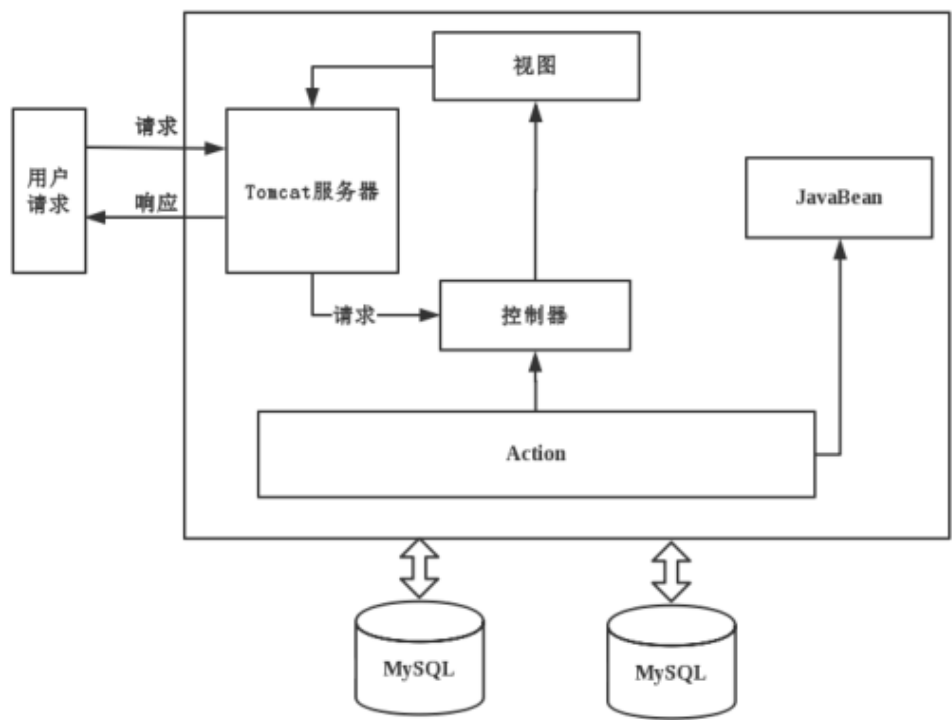 视图
请求
用户
请求
Tomcat服务器
响应
JavaBean
请求
控制器
Action
MySQL
MySQL